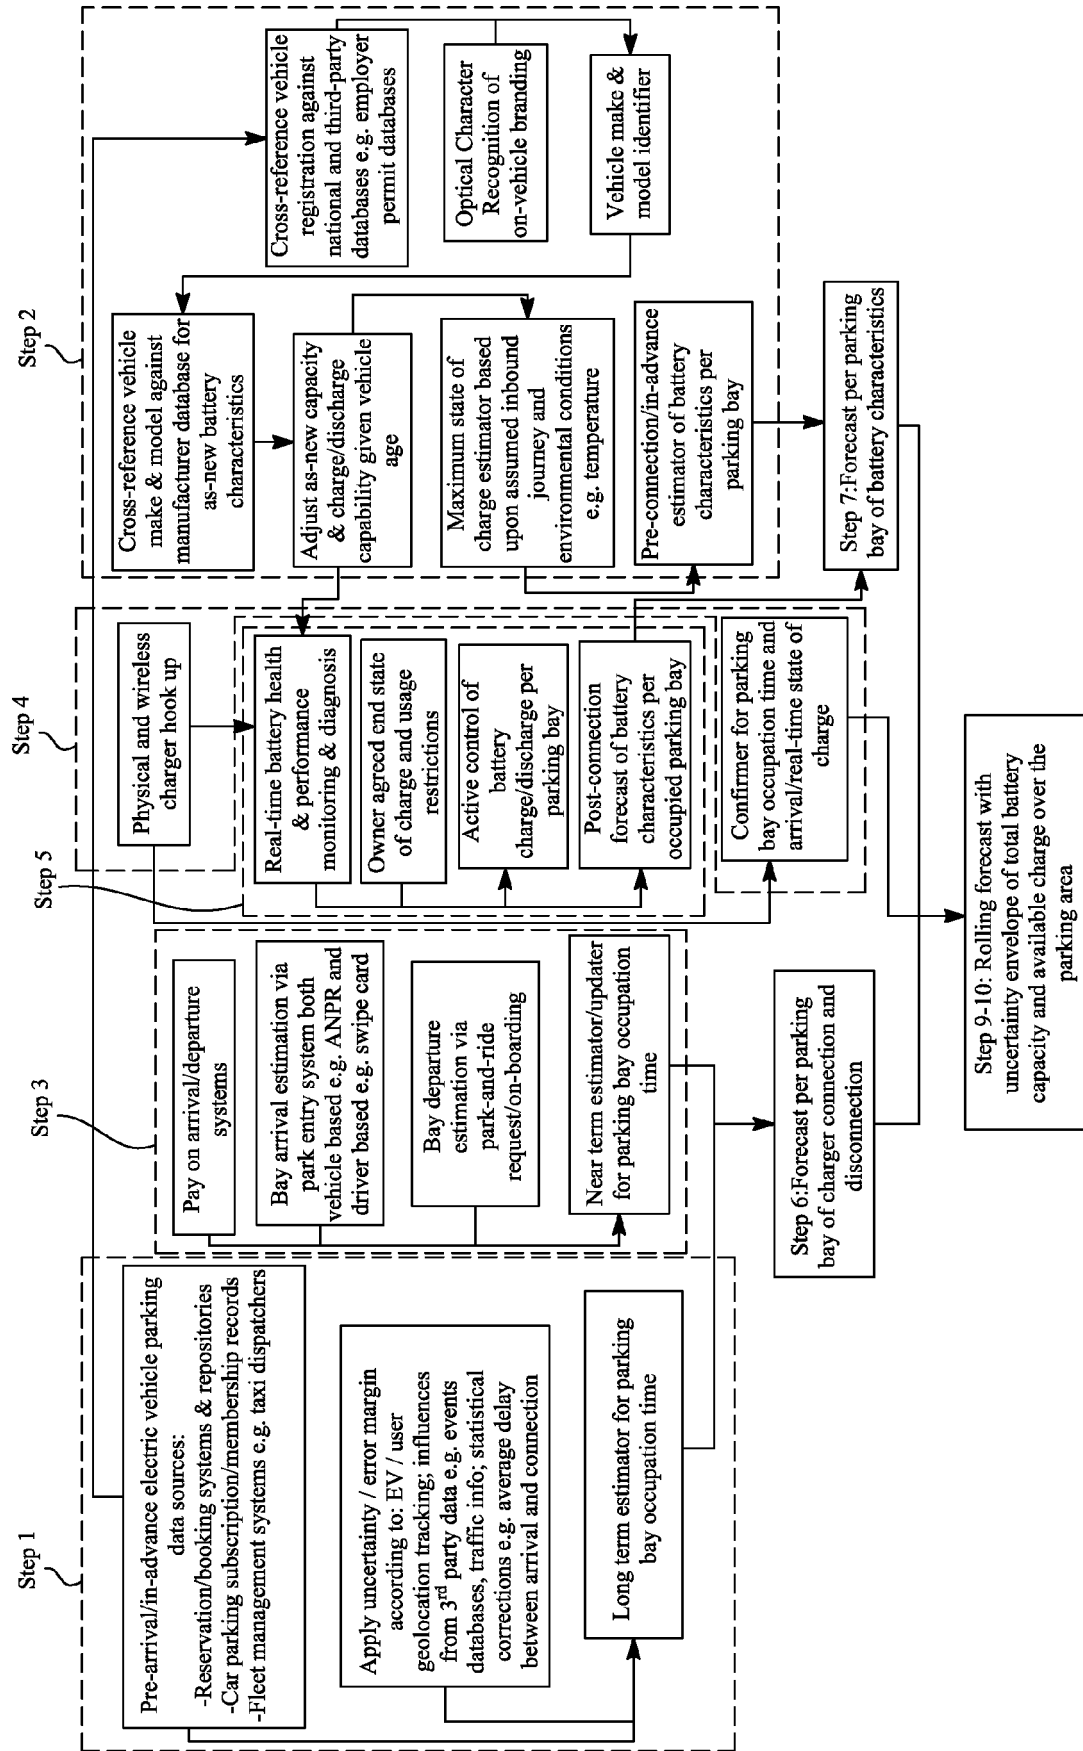 Step 1
Pre-arrival/in-advance electric vehicle parking
data sources:
-Reservation/booking systems & repositories
-Car parking subscription/membership records
-Fleet management systems e.g. taxi dispatchers
Apply uncertainty / error margin
according to: EV / user
geolocation tracking; influences
from 3rd party data e.g. events
databases, traffic info; statistical
corrections e.g. average delay
between arrival and connection
Long term estimator for parking
bay occupation time
Step 3
Pay on arrival/departure
systems
Bay arrival estimation via
park entry system both
vehicle based e.g. ANPR and
driver based e.g. swipe card
Bay departure
estimation via
park-and-ride
request/on-boarding
Near term estimator/updater
for parking bay occupation
time
Step 6:Forecast per parking
bay of charger connection and
disconnection
Step 5
Step 4
Physical and wireless
charger hook up
Real-time battery health
& performance
monitoring & diagnosis
Owner agreed end state
of charge and usage
restrictions
Active control of
battery
charge/discharge per
parking bay
Post-connection
forecast of battery
characteristics per
occupied parking bay
Confirmer for parking
bay occupation time and
arrival/real-time state of
charge
Step 2
Cross-reference vehicle
make & model against
manufacturer database for
as-new battery
characteristics
Adjust as-new capacity
& charge/discharge
capability given vehicle
age
Maximum state of
charge estimator based
upon assumed inbound
journey and
environmental conditions
e.g. temperature
Pre-connection/in-advance
estimator of battery
characteristics per
parking bay
Cross-reference vehicle
registration against
national and third-party
databases e.g. employer
permit databases
Optical Character
Recognition of
on-vehicle branding
Vehicle make &
model identifier
Step 7:Forecast per parking
bay of battery characteristics
Step 9-10: Rolling forecast with
uncertainty envelope of total battery
capacity and available charge over the
parking area